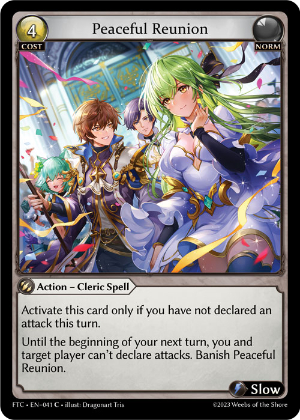 4
Peaceful Reunion
COST
NORM
Action – Cleric Spell
Activate this card only if you have not declared an
attack this turn.
Until the beginning of your next turn, you and
target player can't declare attacks. Banish Peaceful
Reunion.
Slow
FTC • EN–041 C • illust: Dragonart Tris
©2023 Weebs of the Shore